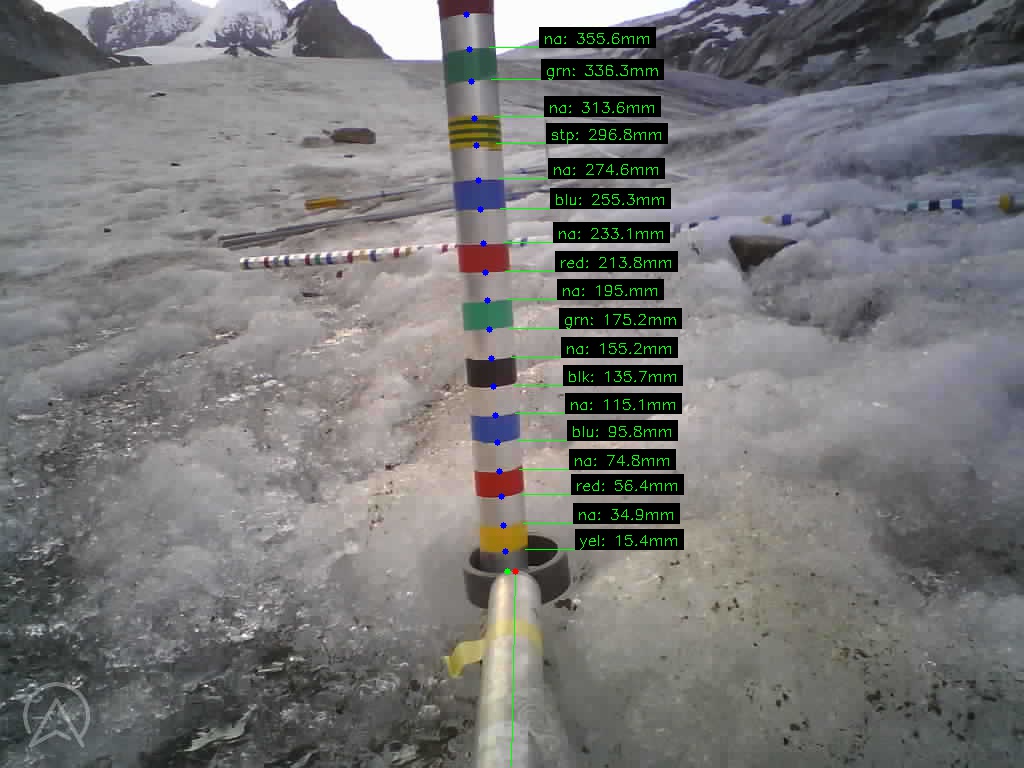 na: 355.6mm
grn: 336.3mm
na: 313.6mm
stp: 296.8mm
na: 274.6mm
blu: 255.3mm
na: 233.1mm
red: 213.8mm
na: 195.mm
grn: 175.2mm
na: 155.2mm
blk: 135.7mm
na: 115.1mm
blu: 95.8mm
na: 74.8mm
red: 56.4mm
na: 34.9mm
yel: 15.4mm